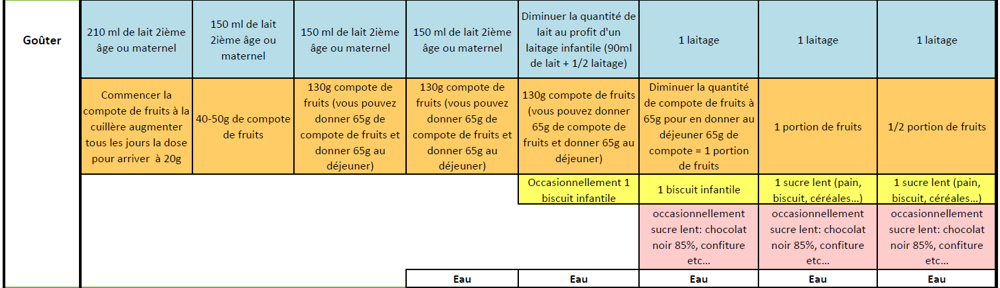 Goûter
210 ml de lait 2ième
âge ou maternel
150 ml de lait
2ième âge ou
maternel
150 ml de lait 2ième
âge ou maternel
150 ml de lait 2ième
âge ou maternel
Diminuer la quantité de
lait au profit d'un
laitage infantile (90ml
de lait + 1/2 laitage)
1 laitage
1 laitage
1 laitage
Commencer la
compote de fruits à la
cuillère augmenter
tous les jours la dose
pour arriver à 20g
40-50g de compote
de fruits
130g compote de
fruits (vous pouvez
donner 65g de
compote de fruits et
donner 65g au
déjeuner)
130g compote de
fruits (vous pouvez
donner 65g de
compote de fruits et
donner 65g au
déjeuner)
130g compote de fruits
(vous pouvez donner
65g de compote de
fruits et donner 65g au
déjeuner)
Diminuer la quantité
de compote de fruits à
65g pour en donner au
déjeuner 65g de
compote = 1 portion
de fruits
1 portion de fruits
1/2 portion de fruits
Occasionnellement 1
biscuit infantile
1 biscuit infantile
1 sucre lent (pain,
biscuit, céréales...)
1 sucre lent (pain,
biscuit, céréales...)
occasionnellement
sucre lent: chocolat
noir 85%, confiture
etc...
occasionnellement
sucre lent: chocolat
noir 85%, confiture
etc...
occasionnellement
sucre lent: chocolat
noir 85%, confiture
etc...
Eau
Eau
Eau
Eau
Eau